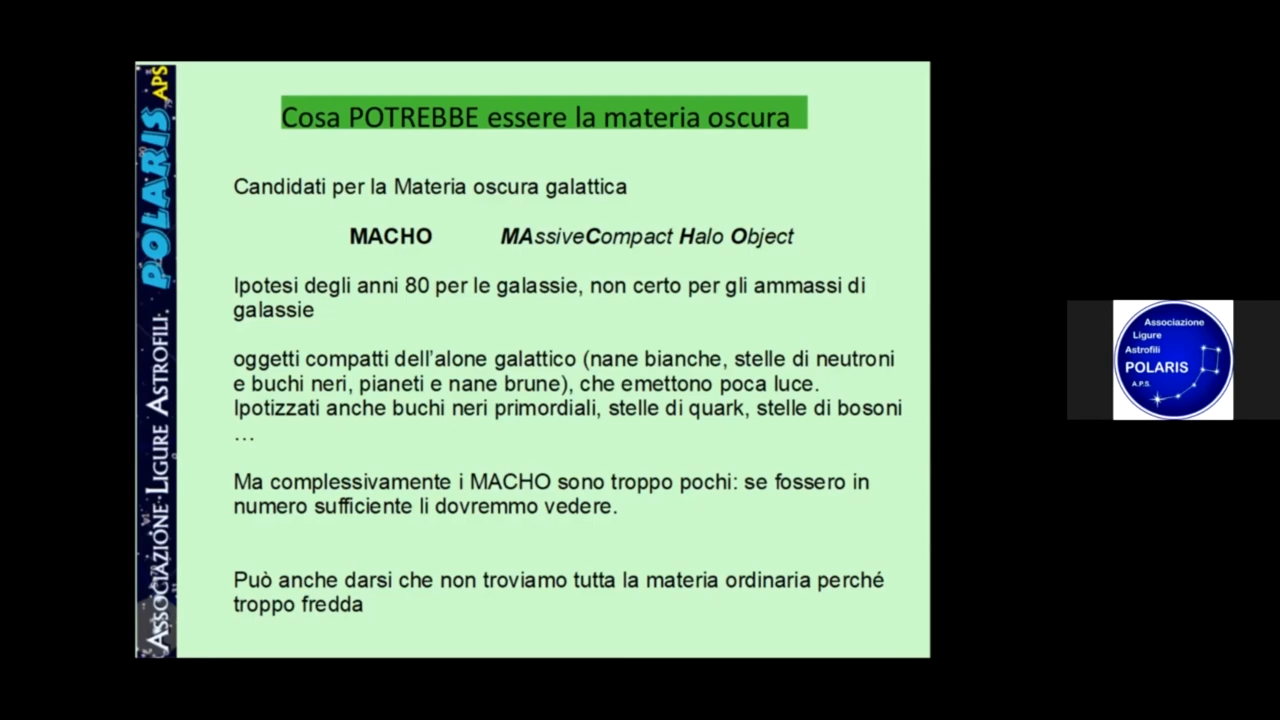 Cosa POTREBBE essere la materia oscura
Candidati per la Materia oscura galattica
MACHO MAssiveCompact Halo Object
Ipotesi degli anni 80 per le galassie, non certo per gli ammassi di
galassie
oggetti compatti dell'alone galattico (nane bianche, stelle di neutroni
e buchi neri, pianeti e nane brune), che emettono poca luce.
Ipotizzati anche buchi neri primordiali, stelle di quark, stelle di bosoni
…
Ma complessivamente i MACHO sono troppo pochi: se fossero in
numero sufficiente li dovremmo vedere.
Può anche darsi che non troviamo tutta la materia ordinaria perché
troppo fredda
ASSOCIAZIONE LIGURE ASTROFILI POLARIS APS
Associazione
Ligure
Astrofili
POLARIS
A.P.S.